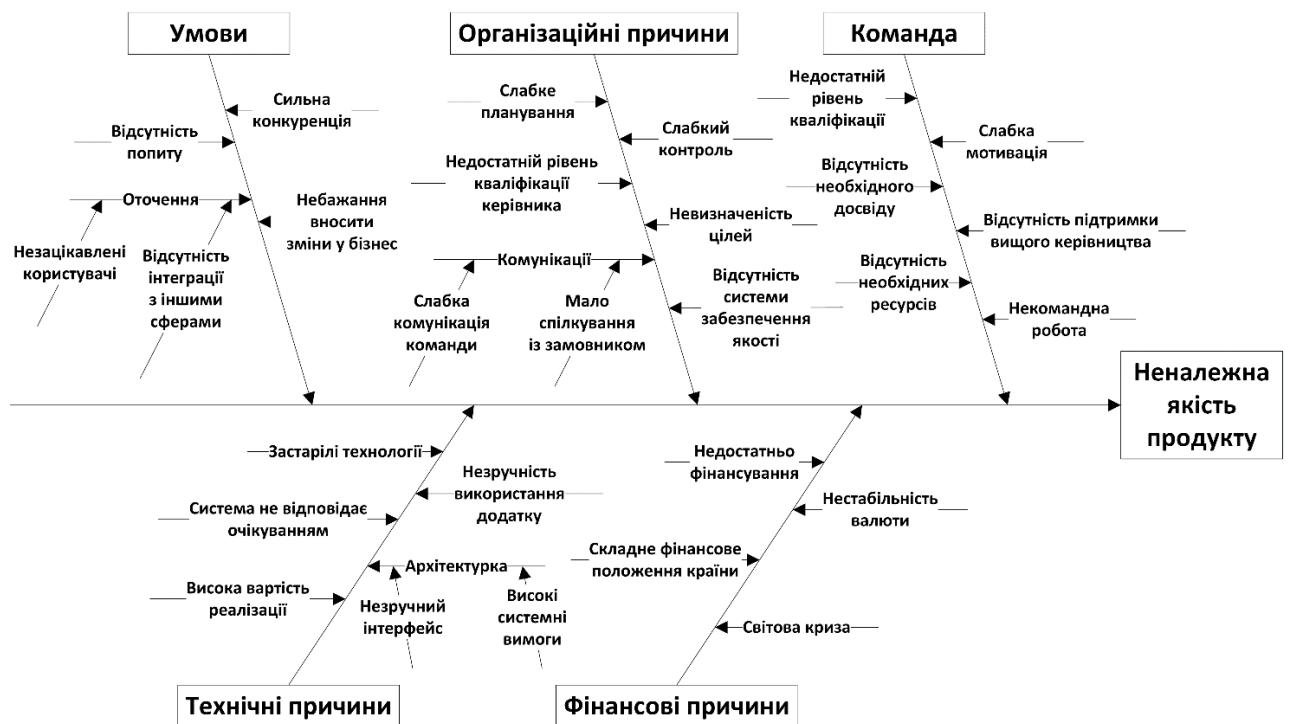 Умови
Організаційні причини
Команда
Сильна
конкуренція
Відсутність
попиту
Оточення
Небажання
вносити
зміни у бізнес
Незацікавлені
користувачі
Відсутність
інтеграції
з іншими
сферами
Слабке
планування
Слабкий
контроль
Недостатній рівень
кваліфікації
керівника
Невизначеність
цілей
Комунікації
Відсутність
системи
забезпечення
якості
Слабка
комунікація
команди
Мало
спілкування
із замовником
Недостатній
рівень
кваліфікації
Слабка
мотивація
Відсутність
необхідного
досвіду
Відсутність підтримки
вищого керівництва
Відсутність
необхідних
ресурсів
Некомандна
робота
Неналежна
якість
продукту
Застарілі технології
Незручність
використання
додатку
Система не відповідає
очікуванням
Архітектурка
Висока вартість
реалізації
Незручний
інтерфейс
Високі
системні
вимоги
Недостатньо
фінансування
Нестабільність
валюти
Складне фінансове
положення країни
Світова криза
Технічні причини
Фінансові причини